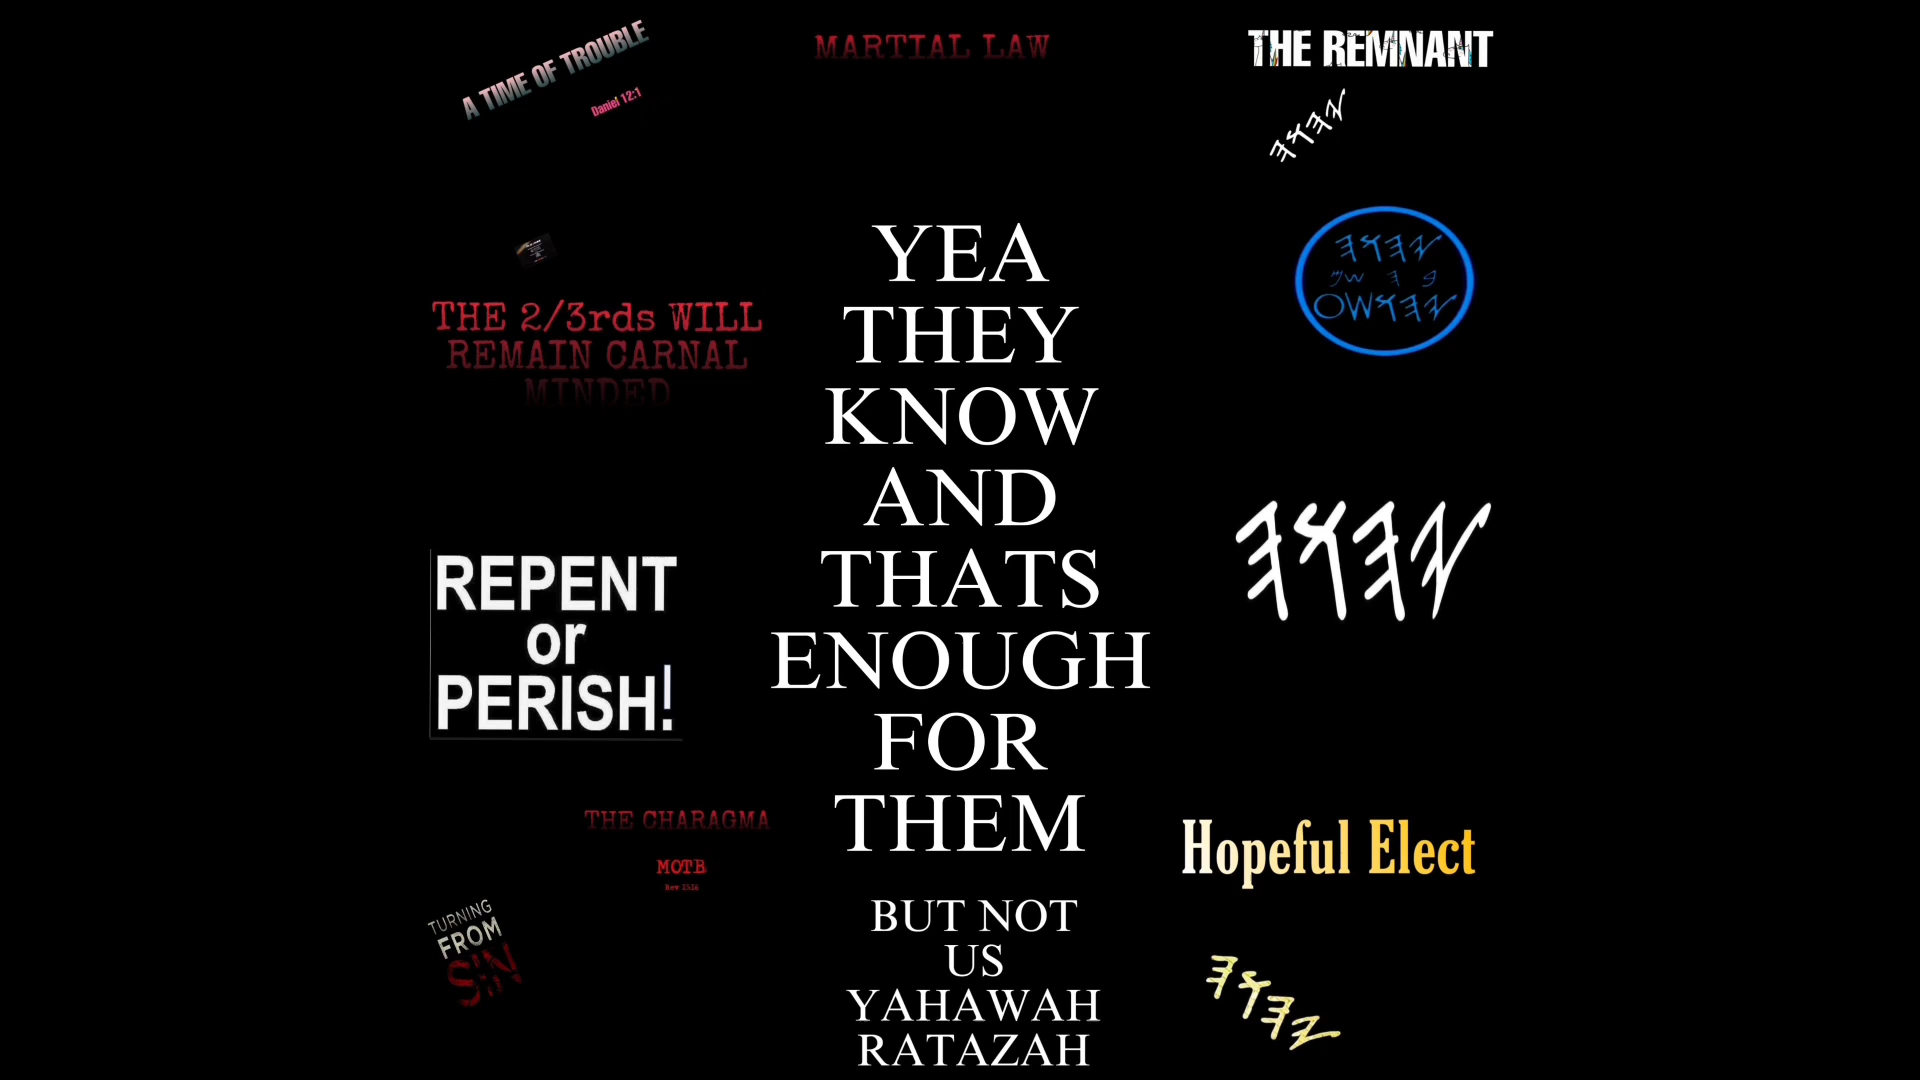 A TIME OF TROUBLE
Daniel 12:1
MARTIAL LAW
THE REMNANT
𐤉𐤄𐤅𐤄
THE 2/3rds WILL
REMAIN CARNAL
MINDED
YEA
THEY
KNOW
AND
THATS
ENOUGH
FOR
THEM
BUT NOT
US
YAHAWAH
RATAZAH
𐤉𐤄𐤅𐤄
𐤉𐤄𐤅𐤔𐤏
𐤉𐤄𐤅𐤄
REPENT
or
PERISH!
THE CHARAGMA
MOTB
TURNING
FROM
SIN
Hopeful Elect
𐤉𐤄𐤅𐤄